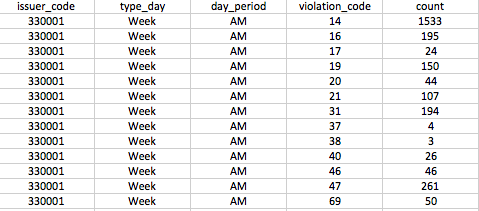 issuer_code type_day day_period violation_code count
330001 Week AM 14 1533
330001 Week AM 16 195
330001 Week AM 17 24
330001 Week AM 19 150
330001 Week AM 20 44
330001 Week AM 21 107
330001 Week AM 31 194
330001 Week AM 37 4
330001 Week AM 38 3
330001 Week AM 40 26
330001 Week AM 46 46
330001 Week AM 47 261
330001 Week AM 69 50